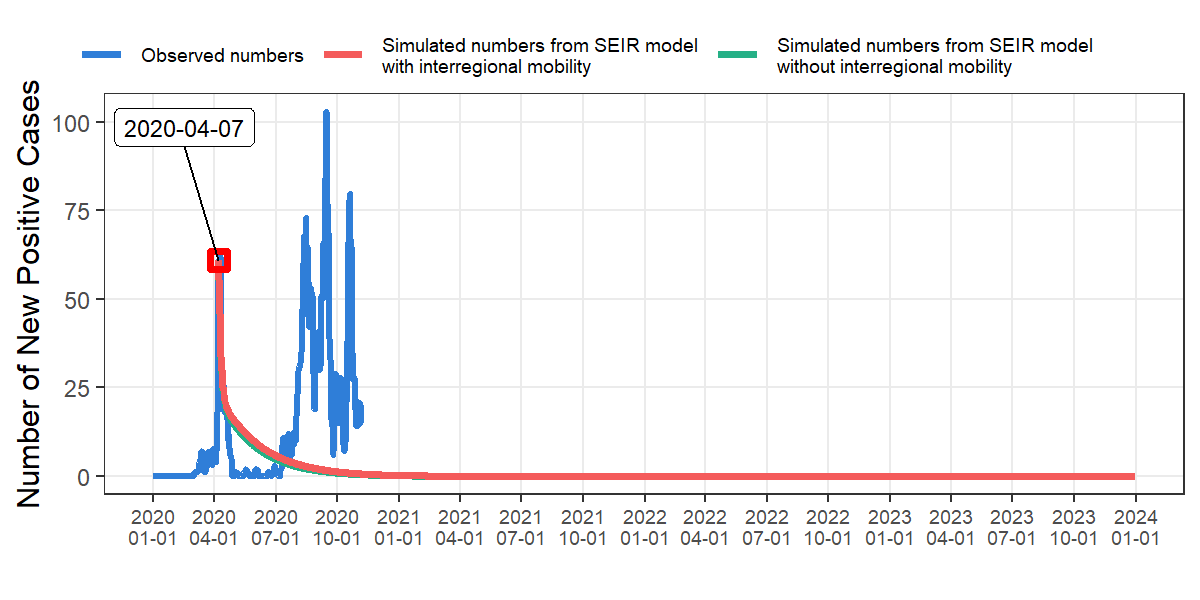 Observed numbers
Simulated numbers from SEIR model
with interregional mobility
Simulated numbers from SEIR model
without interregional mobility
Number of New Positive Cases
100
75
50
25
0
2020-04-07
2020 2020 2020 2020 2021 2021 2021 2021 2022 2022 2022 2022 2023 2023 2023 2023 2024
01-01 04-01 07-01 10-01 01-01 04-01 07-01 10-01 01-01 04-01 07-01 10-01 01-01 04-01 07-01 10-01 01-01